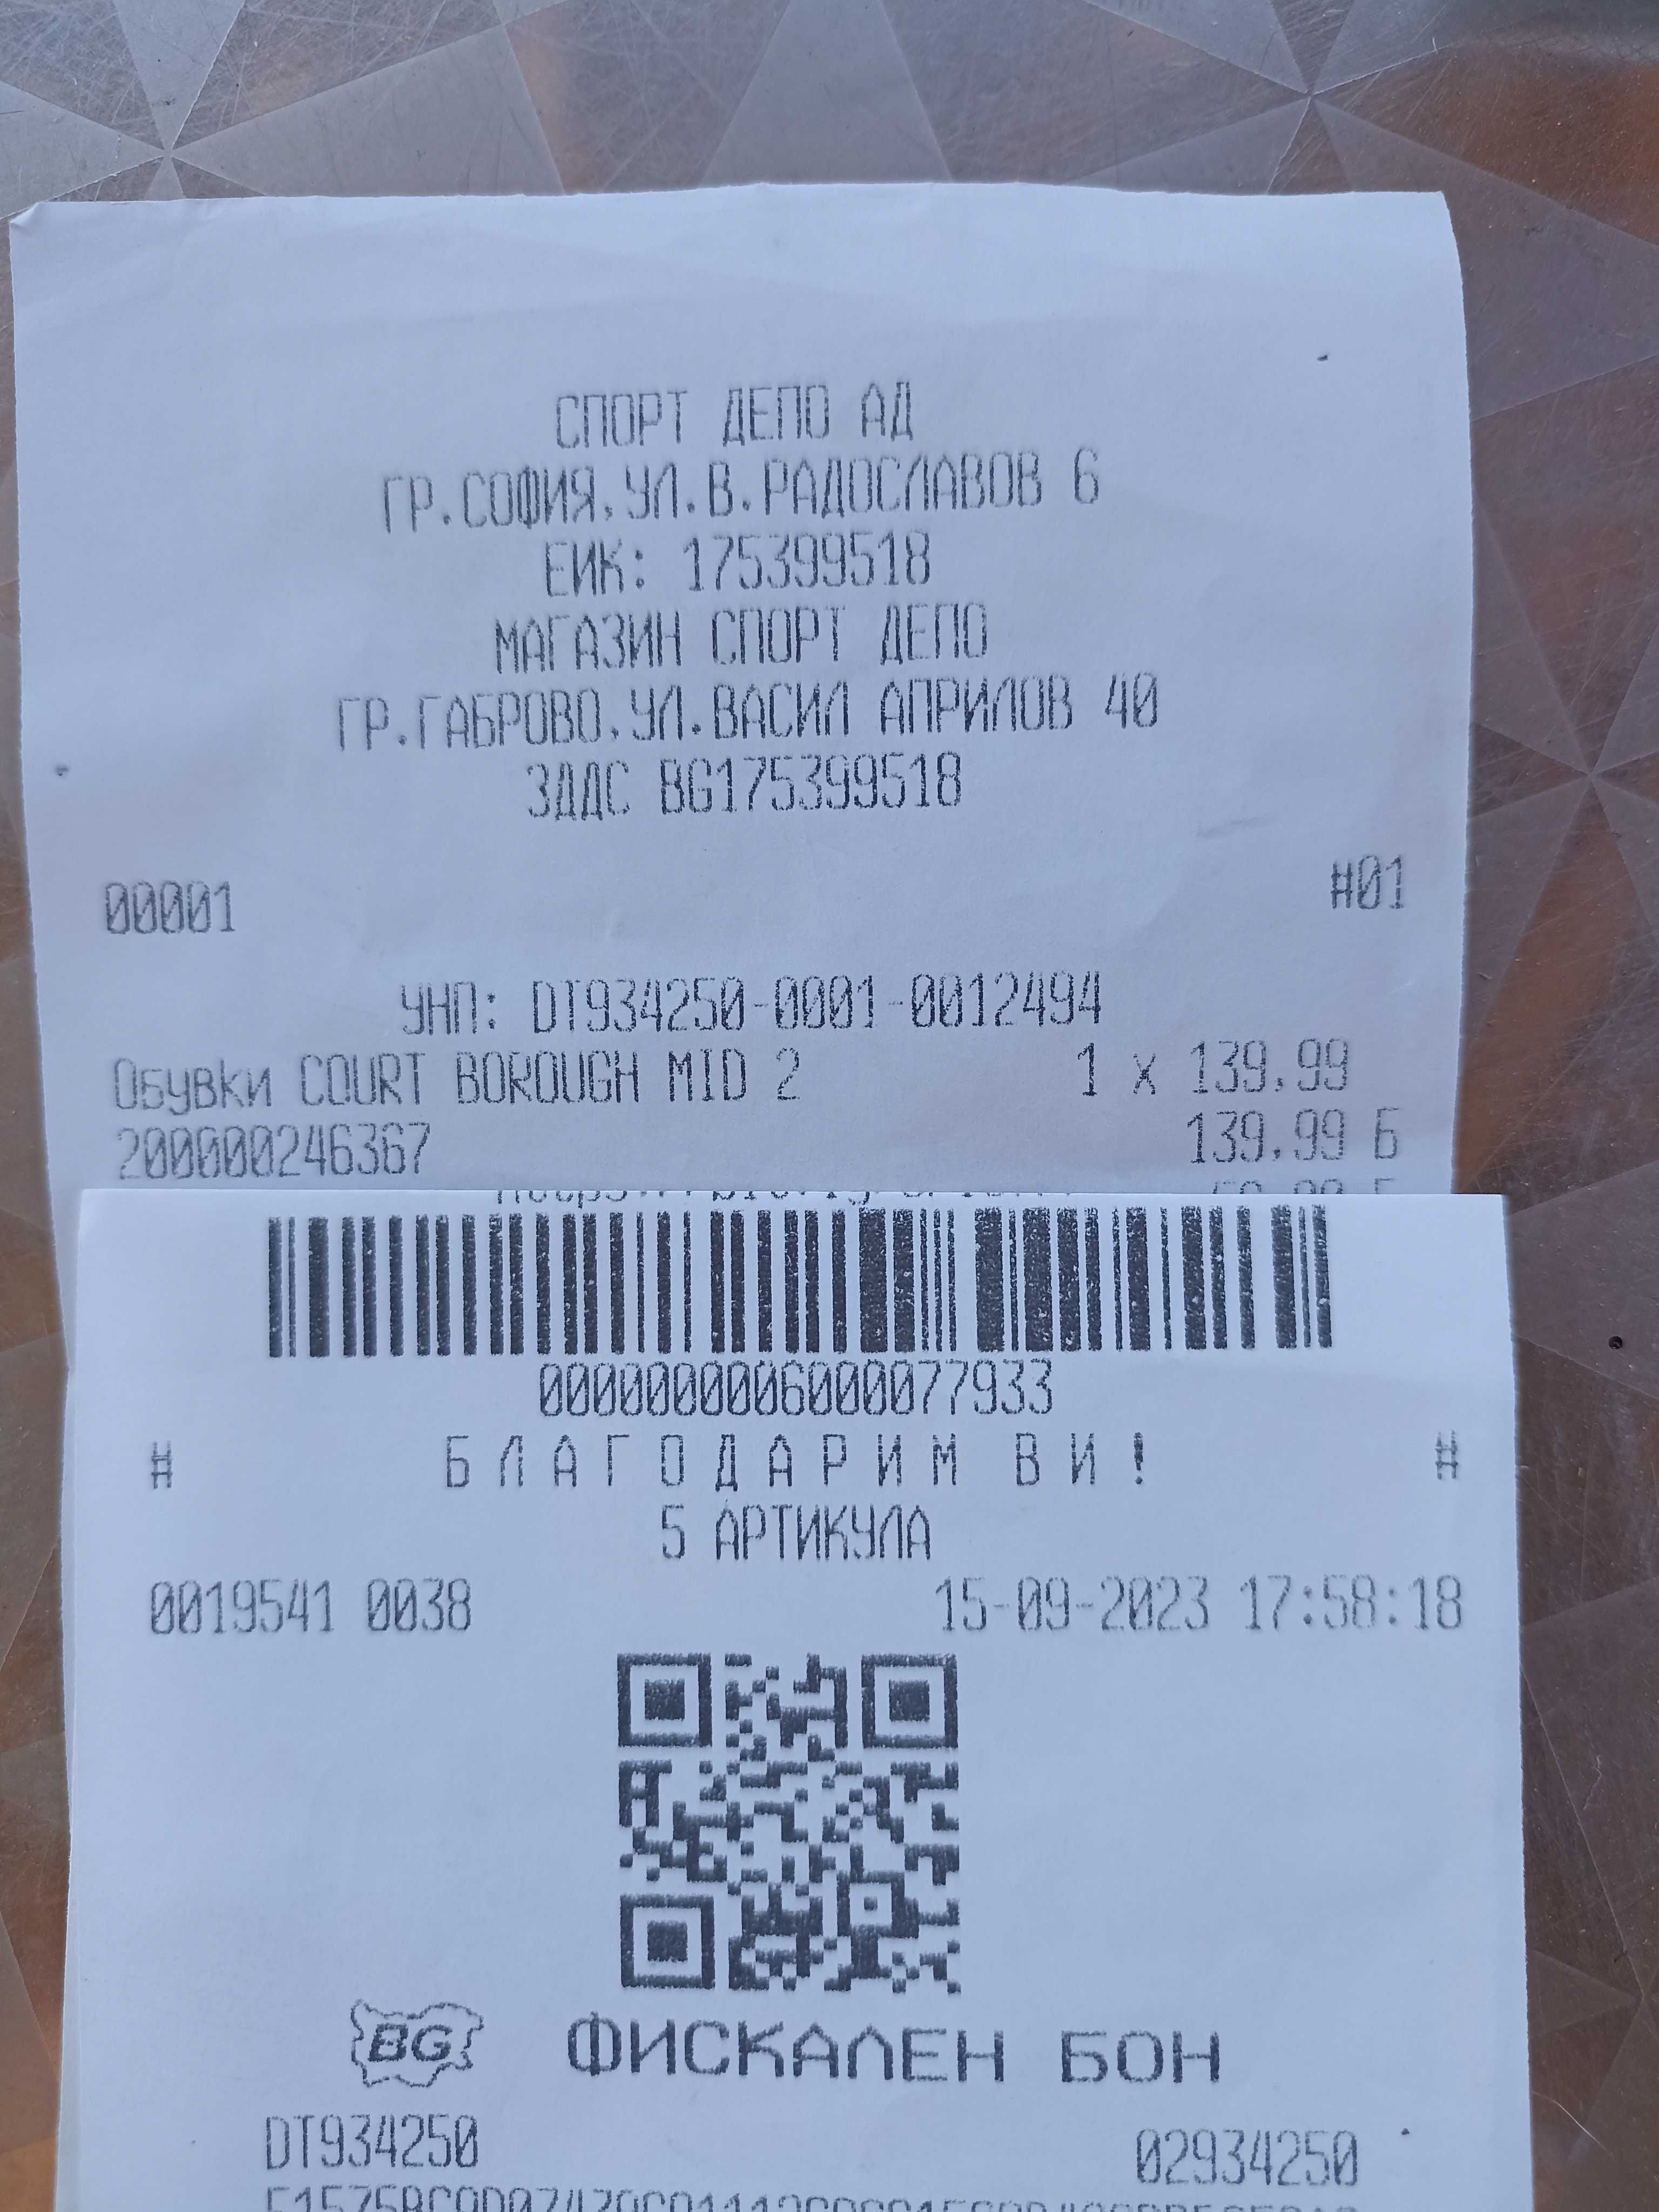 СПОРТ ДЕПО АД
ГР.СОФИЯ,УЛ.В.РАДОСЛАВОВ 6
ЕИК: 175399518
МАГАЗИН СПОРТ ДЕПО
ГР.ГАБРОВО,УЛ.ВАСИЛ АПРИЛОВ 40
ЗДДС BG175399518
00001 #01
УНП: DT934250-0001-0012494
Обувки COURT BOROUGH MID 2 1 x 139.99
200000246367 139.99 Б
0000000006000077933
# БЛАГОДАРИМ ВИ! #
5 АРТИКУЛА
0019541 0038 15-09-2023 17:58:18
BG ФИСКАЛЕН БОН
DT934250 02934250